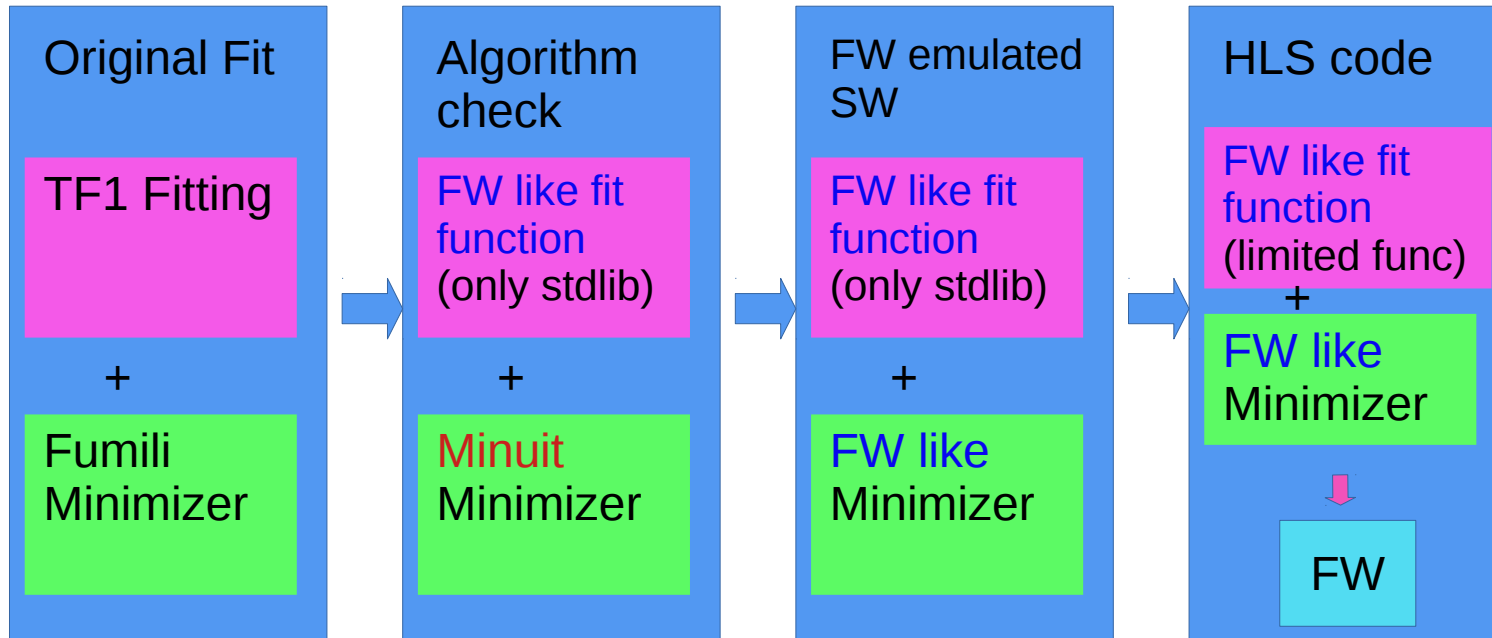 Original Fit
TF1 Fitting
+
Fumili
Minimizer
Algorithm
check
FW like fit
function
(only stdlib)
+
Minuit
Minimizer
FW emulated
SW
FW like fit
function
(only stdlib)
+
FW like
Minimizer
HLS code
FW like fit
function
(limited func)
+
FW like
Minimizer
FW